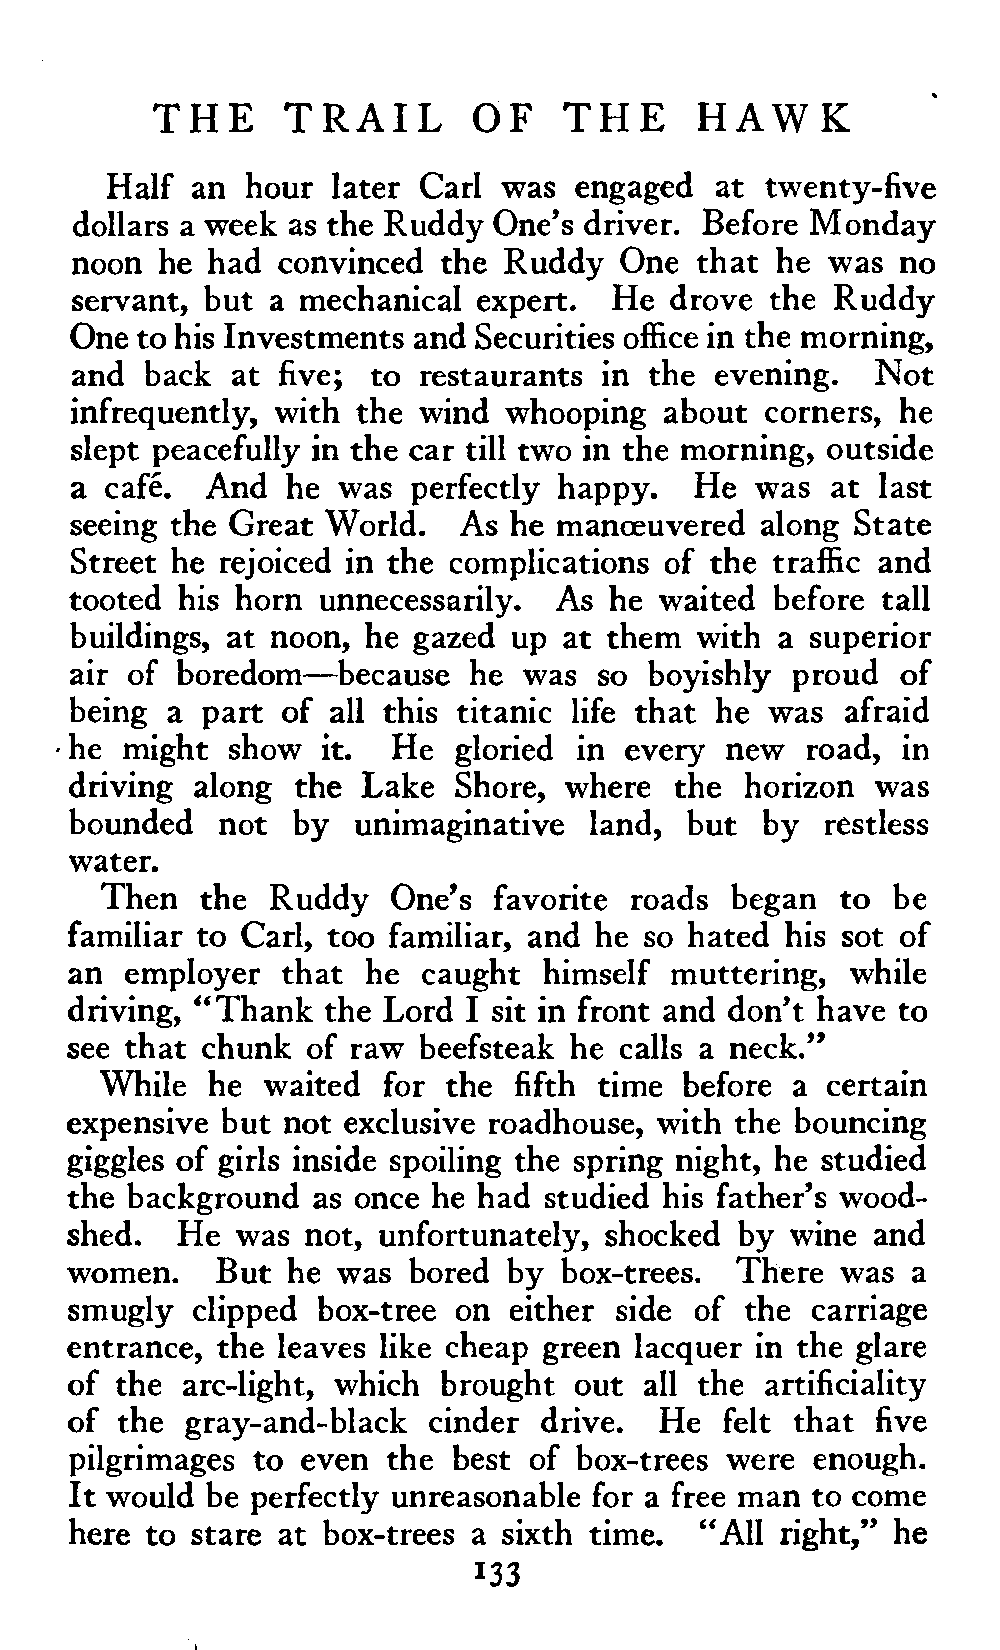 THE TRAIL OF THE HAWK
Half an hour later Carl was engaged at twenty-five
dollars a week as the Ruddy One's driver. Before Monday
noon he had convinced the Ruddy One that he was no
servant, but a mechanical expert. He drove the Ruddy
One to his Investments and Securities office in the morning,
and back at five; to restaurants in the evening. Not
infrequently, with the wind whooping about corners, he
slept peacefully in the car till two in the morning, outside
a café. And he was perfectly happy. He was at last
seeing the Great World. As he manœuvered along State
Street he rejoiced in the complications of the traffic and
tooted his horn unnecessarily. As he waited before tall
buildings, at noon, he gazed up at them with a superior
air of boredom—because he was so boyishly proud of
being a part of all this titanic life that he was afraid
he might show it. He gloried in every new road, in
driving along the Lake Shore, where the horizon was
bounded not by unimaginative land, but by restless
water.
Then the Ruddy One's favorite roads began to be
familiar to Carl, too familiar, and he so hated his sot of
an employer that he caught himself muttering, while
driving, "Thank the Lord I sit in front and don't have to
see that chunk of raw beefsteak he calls a neck."
While he waited for the fifth time before a certain
expensive but not exclusive roadhouse, with the bouncing
giggles of girls inside spoiling the spring night, he studied
the background as once he had studied his father's wood-
shed. He was not, unfortunately, shocked by wine and
women. But he was bored by box-trees. There was a
smugly clipped box-tree on either side of the carriage
entrance, the leaves like cheap green lacquer in the glare
of the arc-light, which brought out all the artificiality
of the gray-and-black cinder drive. He felt that five
pilgrimages to even the best of box-trees were enough.
It would be perfectly unreasonable for a free man to come
here to stare at box-trees a sixth time. "All right," he
133